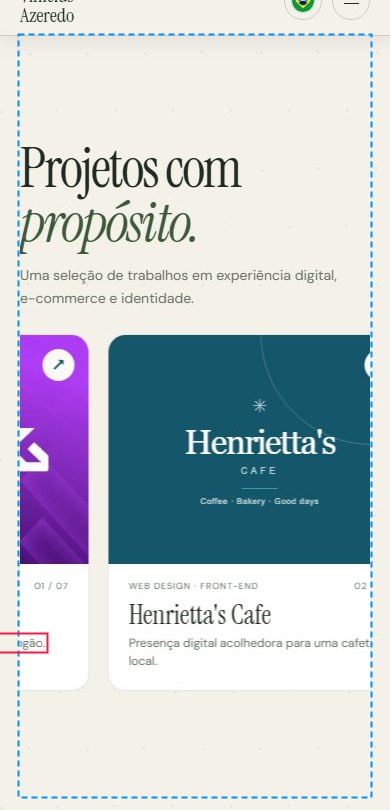 Azeredo
Projetos com
propósito.
Uma seleção de trabalhos em experiência digital,
e-commerce e identidade.
Henrietta's
CAFE
Coffee · Bakery · Good days
01 / 07
WEB DESIGN · FRONT-END
02
Henrietta's Cafe
Presença digital acolhedora para uma cafet
local.